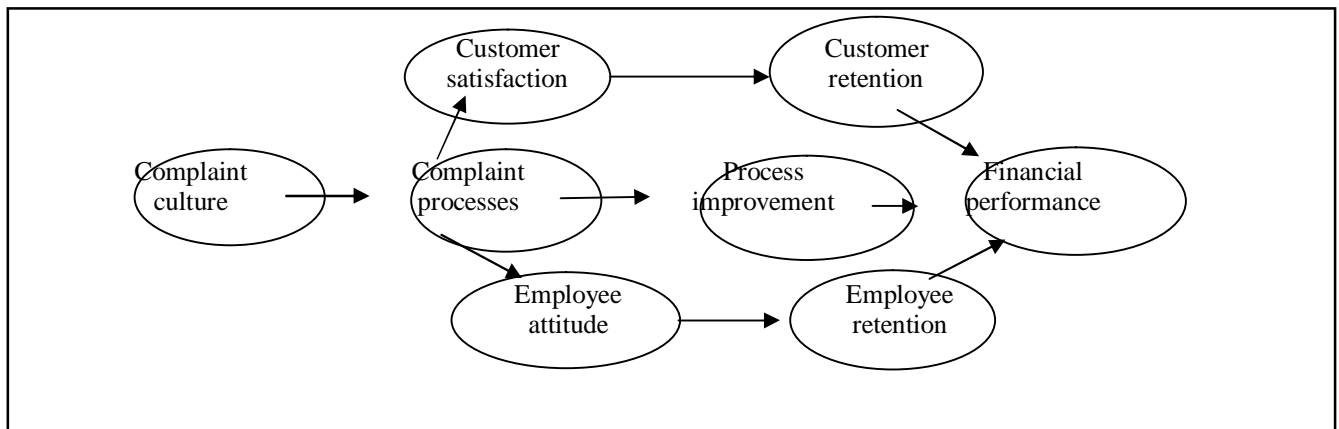 Customer
satisfaction
Customer
retention
Complaint
culture
Complaint
processes
Process
improvement
Financial
performance
Employee
attitude
Employee
retention